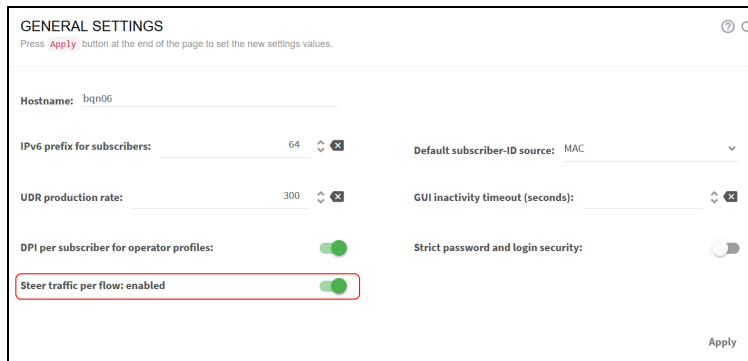 GENERAL SETTINGS
Press Apply button at the end of the page to set the new settings values.
Hostname: bqn06
IPv6 prefix for subscribers: 64
Default subscriber-ID source: MAC
UDR production rate: 300
GUI inactivity timeout (seconds):
DPI per subscriber for operator profiles:
Strict password and login security:
Steer traffic per flow: enabled
Apply